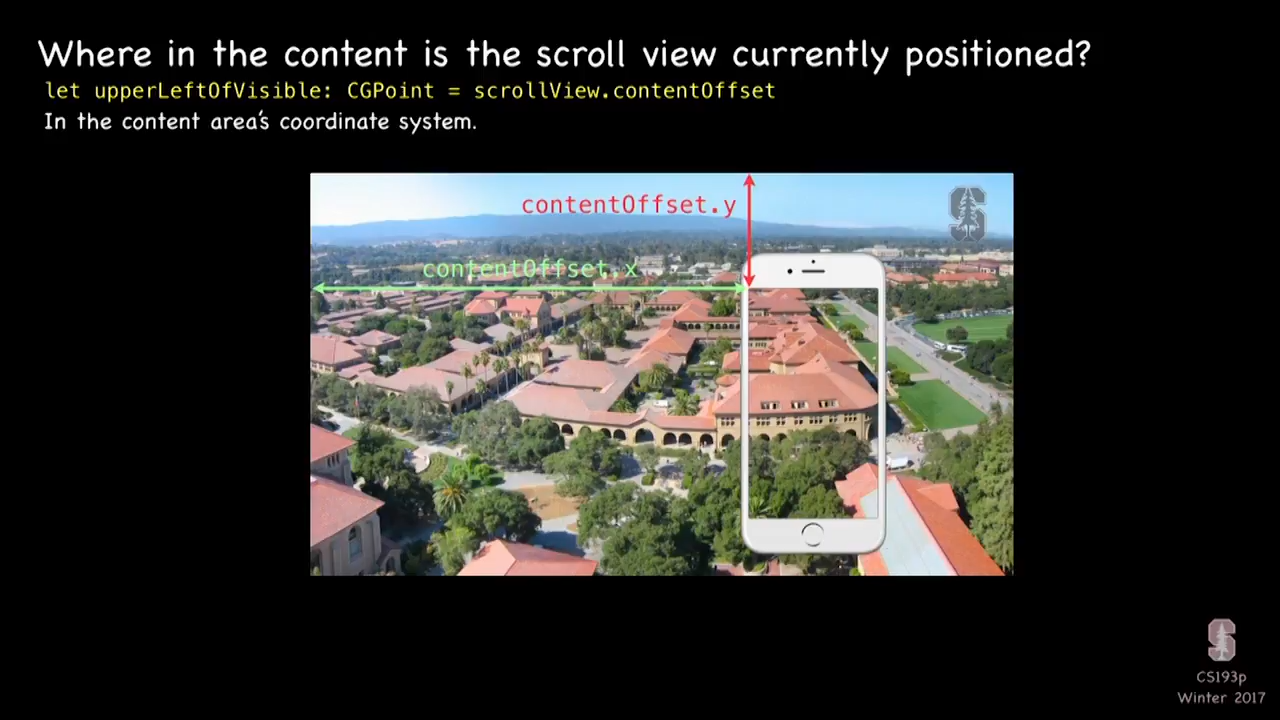 Where in the content is the scroll view currently positioned?
let upperLeftOfVisible: CGPoint = scrollView.contentOffset
In the content area's coordinate system.
contentOffset.y
contentOffset.x
S
S
CS193p
Winter 2017